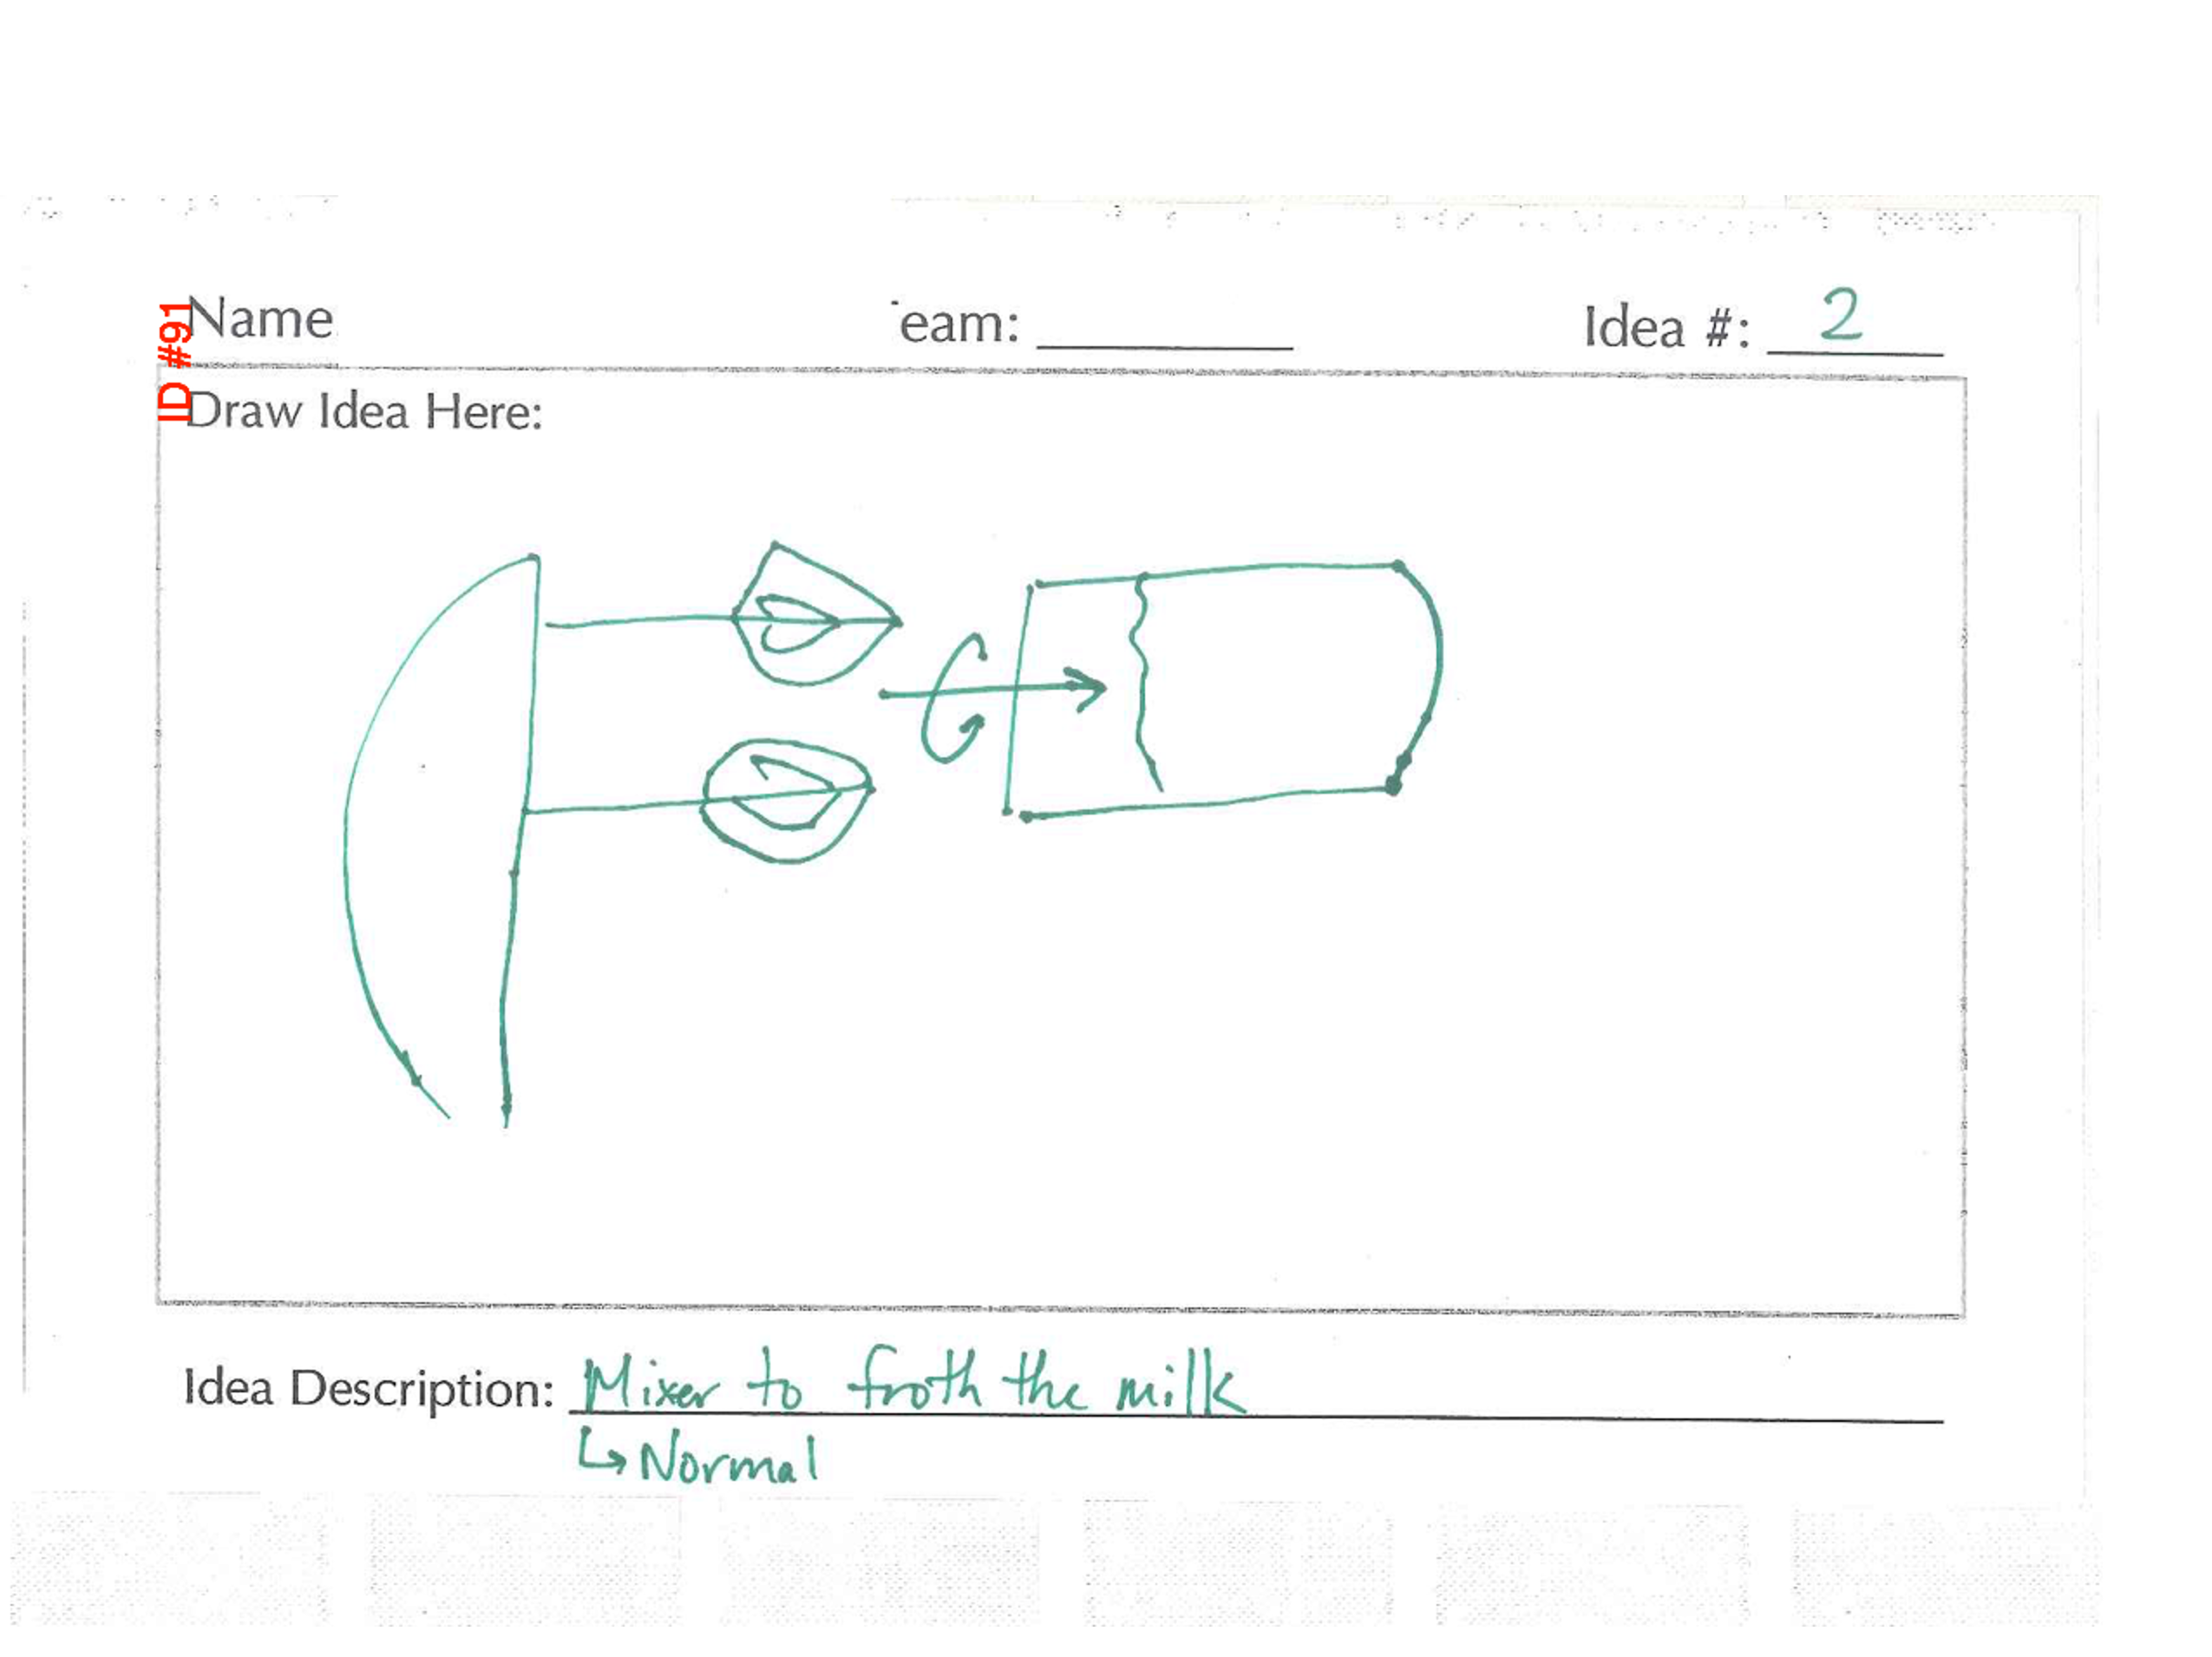 Name eam: Idea #: 2
ID #91
Draw Idea Here:
Idea Description: Mixer to froth the milk
↳ Normal